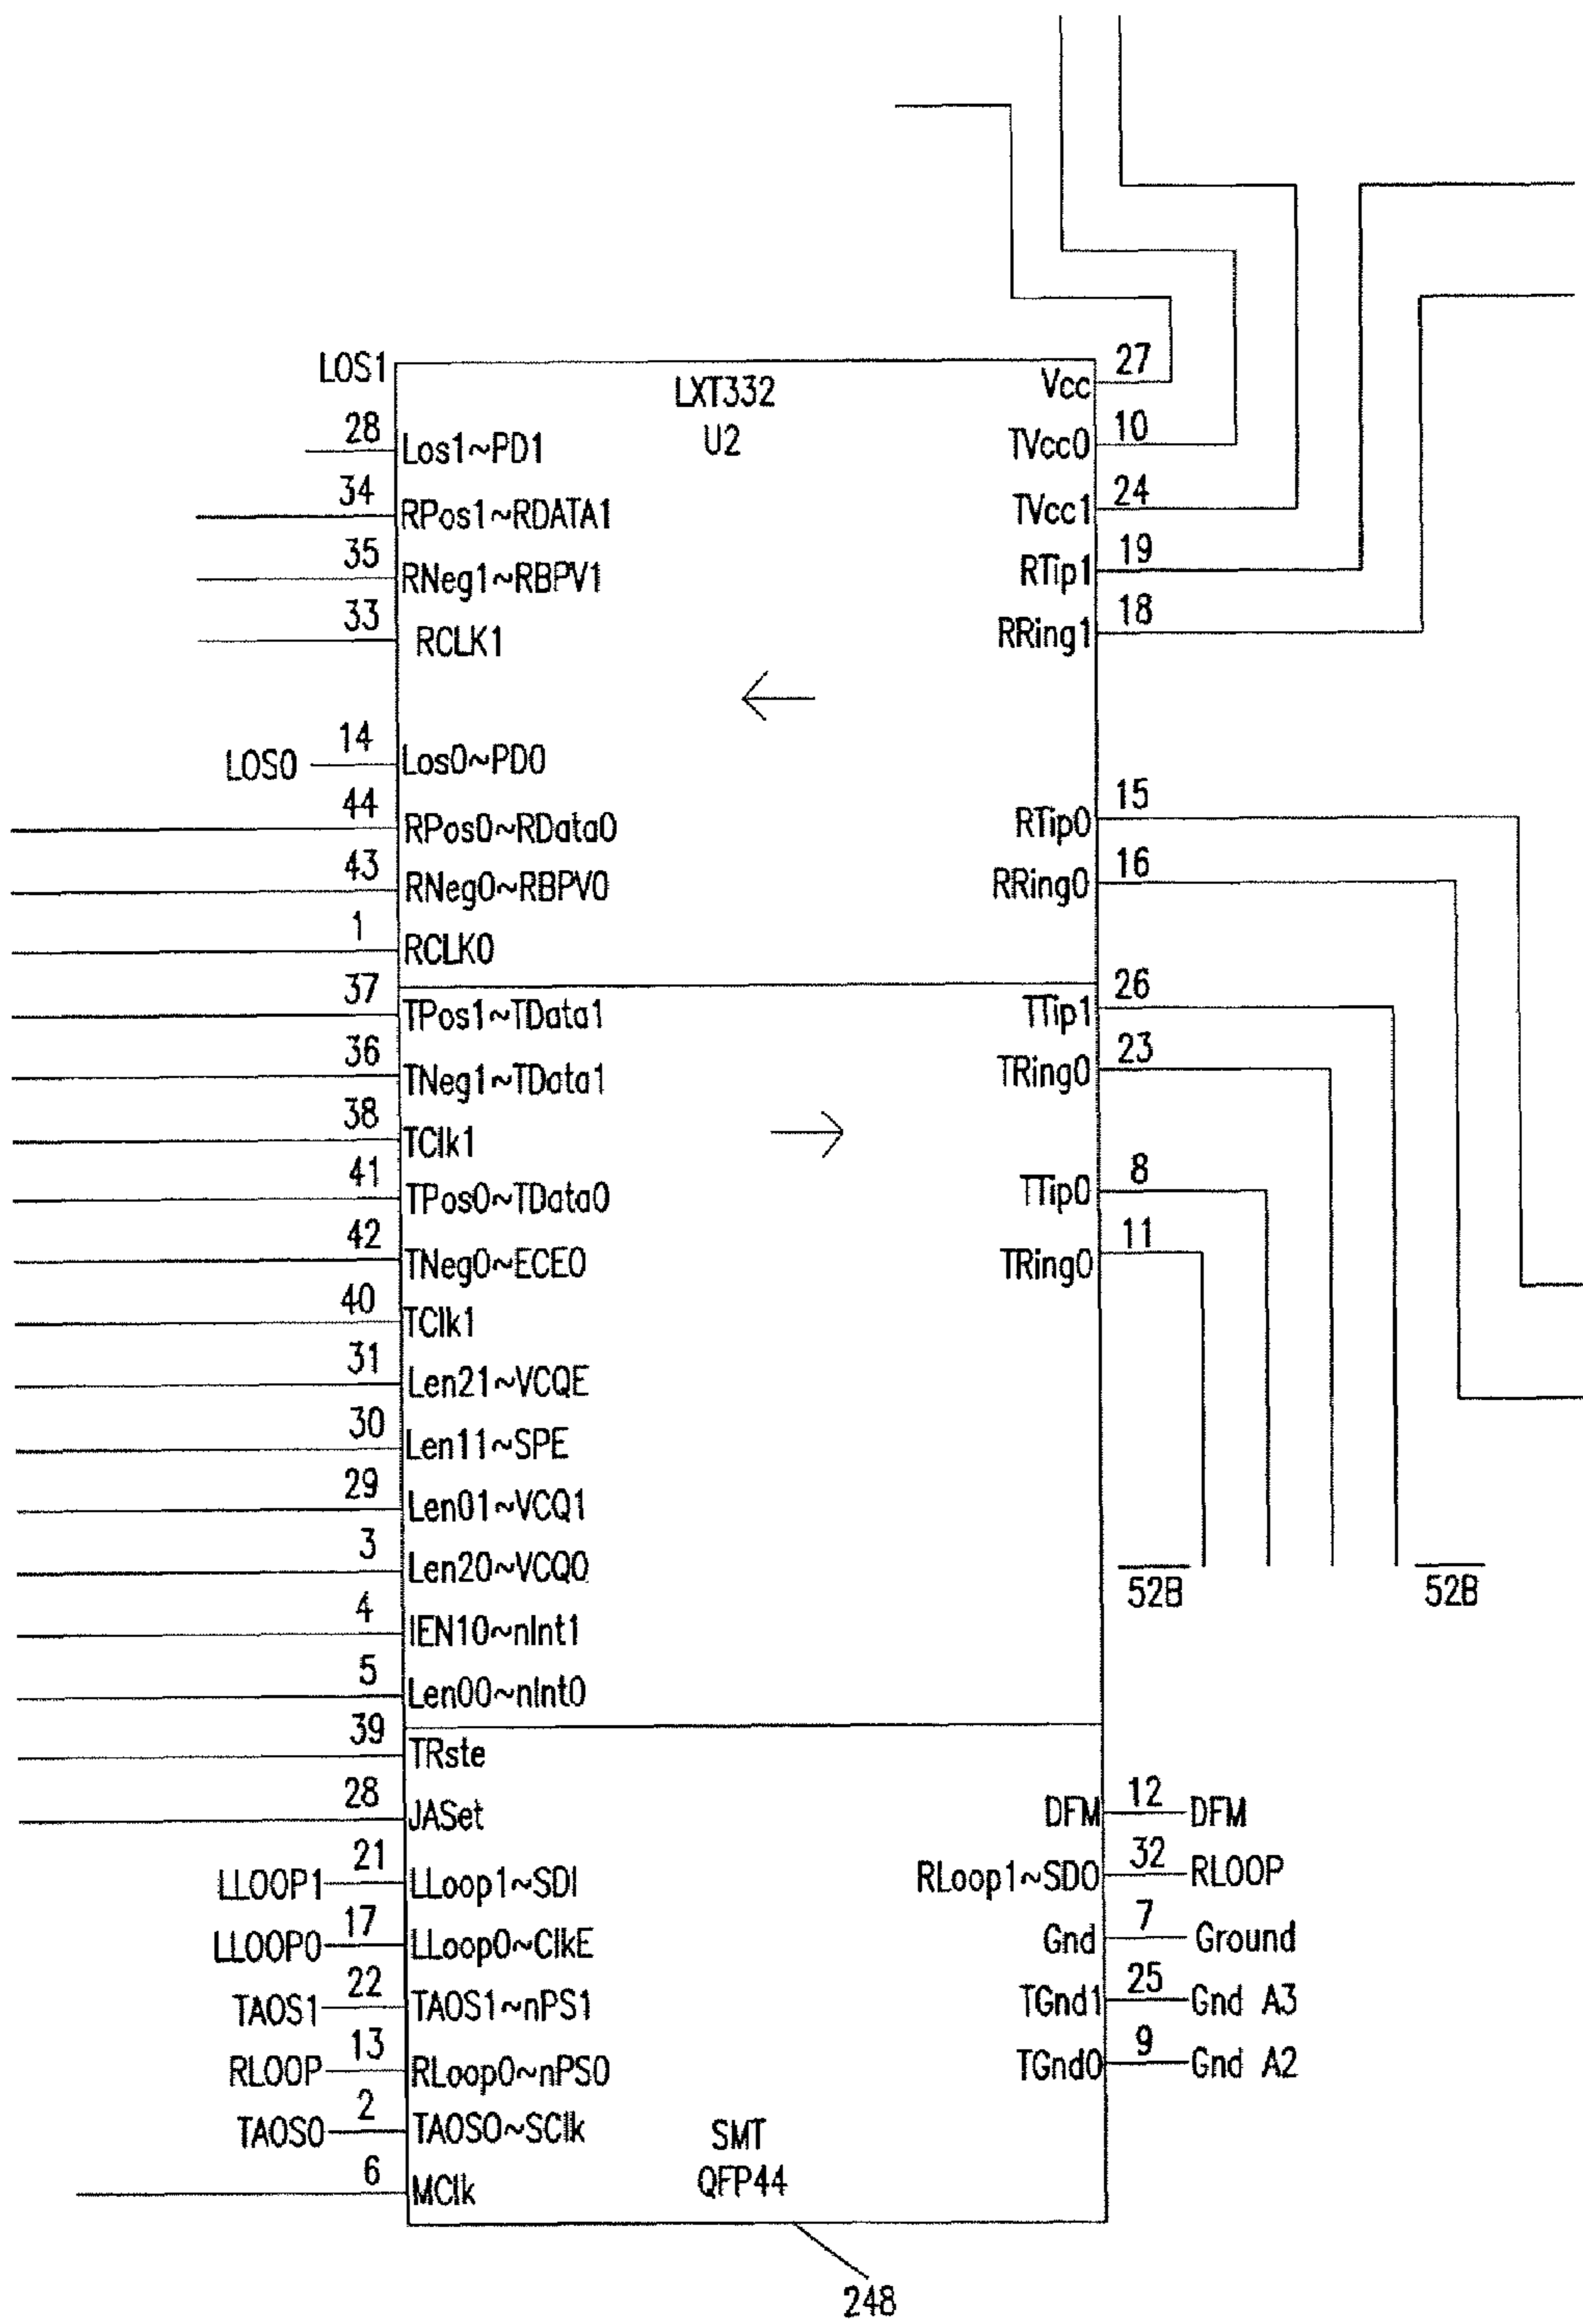 LOS1
LXT332
U2
Vcc 27
28 Los1~PD1
TVcc0 10
34 RPos1~RDATA1
TVcc1 24
35 RNeg1~RBPV1
RTip1 19
33 RCLK1
RRing1 18
LOS0 14 Los0~PD0
44 RPos0~RData0
RTip0 15
43 RNeg0~RBPV0
RRing0 16
1 RCLK0
37 TPos1~TData1
TTip1 26
36 TNeg1~TData1
TRing0 23
38 TClk1
41 TPos0~TData0
TTip0 8
42 TNeg0~ECE0
TRing0 11
40 TClk1
31 Len21~VCQE
30 Len11~SPE
29 Len01~VCQ1
3 Len20~VCQ0
52B 52B
4 lEN10~nInt1
5 Len00~nInt0
39 TRste
28 JASet
DFM 12 DFM
LLOOP1 21 LLoop1~SDI
RLoop1~SDO 32 RLOOP
LLOOP0 17 LLoop0~ClkE
Gnd 7 Ground
TAOS1 22 TAOS1~nPS1
TGnd1 25 Gnd A3
RLOOP 13 RLoop0~nPS0
TGnd0 9 Gnd A2
TAOS0 2 TAOS0~SClk
SMT
6 MClk
QFP44
248